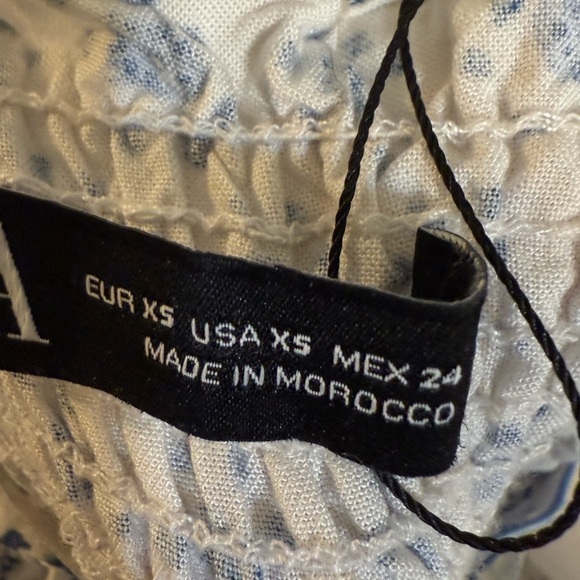 A
EUR XS USA XS MEX 24
MADE IN MOROCCO